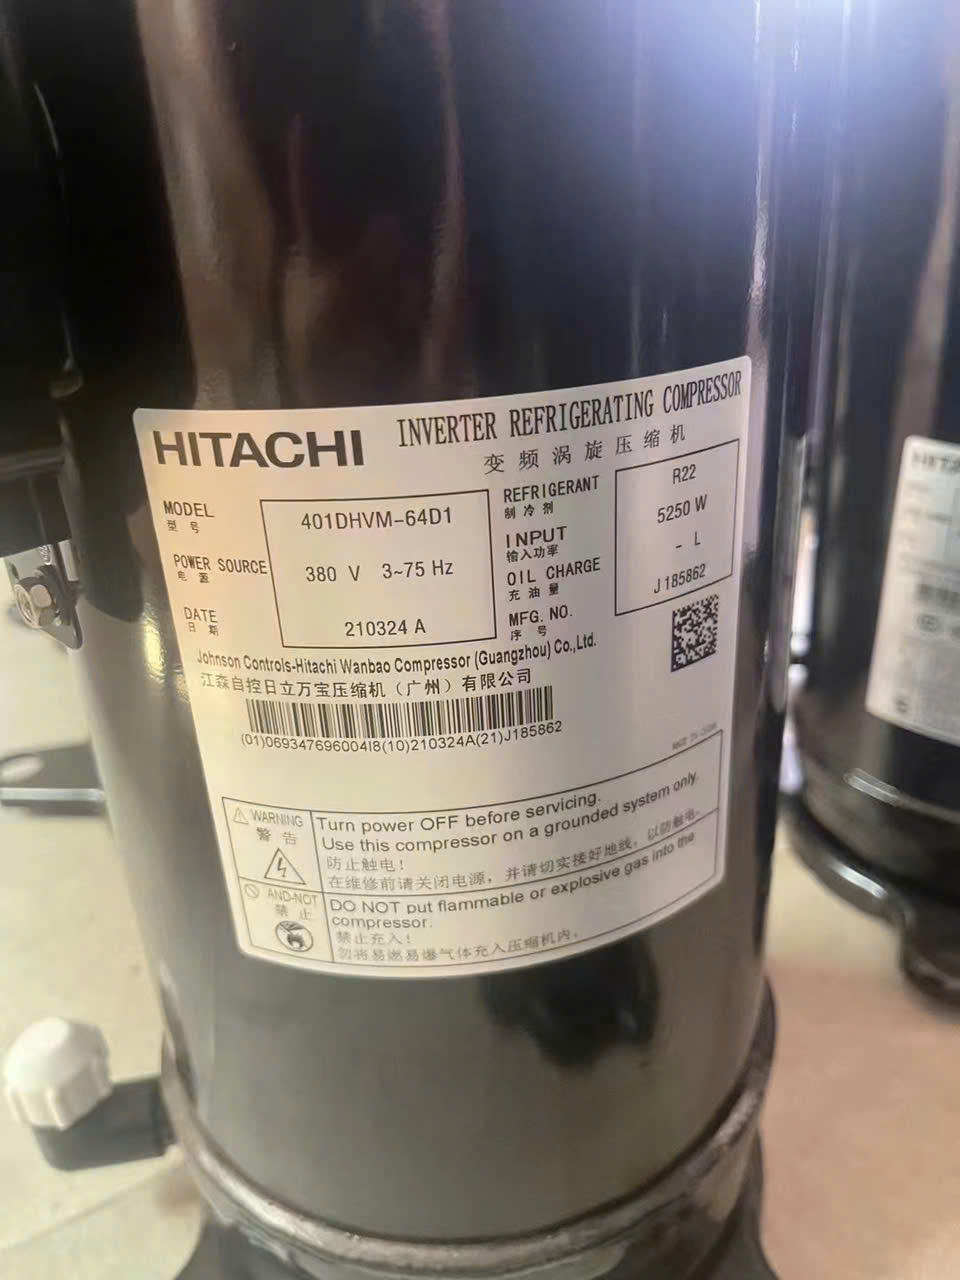 HITACHI
INVERTER REFRIGERATING COMPRESSOR
变频涡旋压缩机
MODEL
型号
401DHVM-64D1
POWER SOURCE
电源
380 V 3~75 Hz
DATE
日期
210324 A
REFRIGERANT
制冷剂
R22
INPUT
输入功率
5250 W
OIL CHARGE
充油量
- L
MFG. NO.
序号
J185862
Johnson Controls-Hitachi Wanbao Compressor (Guangzhou) Co.,Ltd.
江森自控日立万宝压缩机（广州）有限公司
(01)06934769600418(10)210324A(21)J185862
MADE IN CHINA
WARNING
警告
Turn power OFF before servicing.
Use this compressor on a grounded system only.
防止触电！
在维修前请关闭电源，并请切实接好地线，以防触电。
AND-NOT
禁止
DO NOT put flammable or explosive gas into the
compressor.
禁止充入！
勿将易燃易爆气体充入压缩机内。